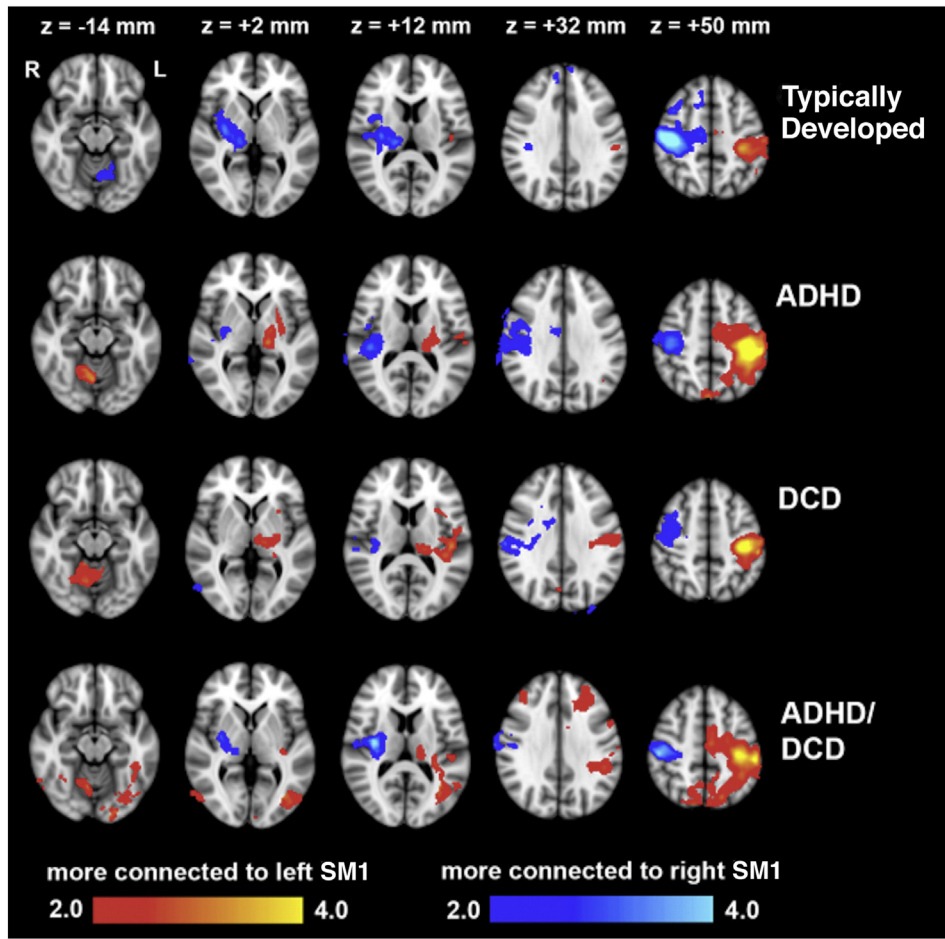 z = -14 mm z = +2 mm z = +12 mm z = +32 mm z = +50 mm
R L
Typically
Developed
ADHD
DCD
ADHD/
DCD
more connected to left SM1 more connected to right SM1
2.0 4.0 2.0 4.0